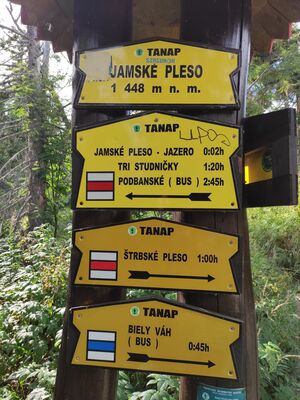 TANAP
JAMSKÉ PLESO
1 448 m n. m.
TANAP
JAMSKÉ PLESO - JAZERO 0:02h
TRI STUDNIČKY 1:20h
PODBANSKÉ ( BUS ) 2:45h
TANAP
ŠTRBSKÉ PLESO 1:00h
TANAP
BIELY VÁH
( BUS ) 0:45h